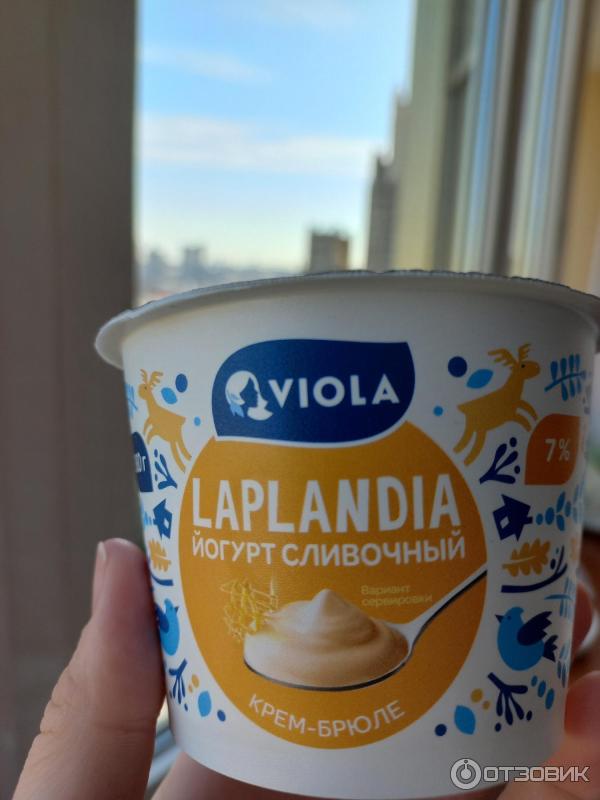 VIOLA
7%
LAPLANDIA
ЙОГУРТ СЛИВОЧНЫЙ
Вариант
сервировки
КРЕМ-БРЮЛЕ
ОТЗОВИК